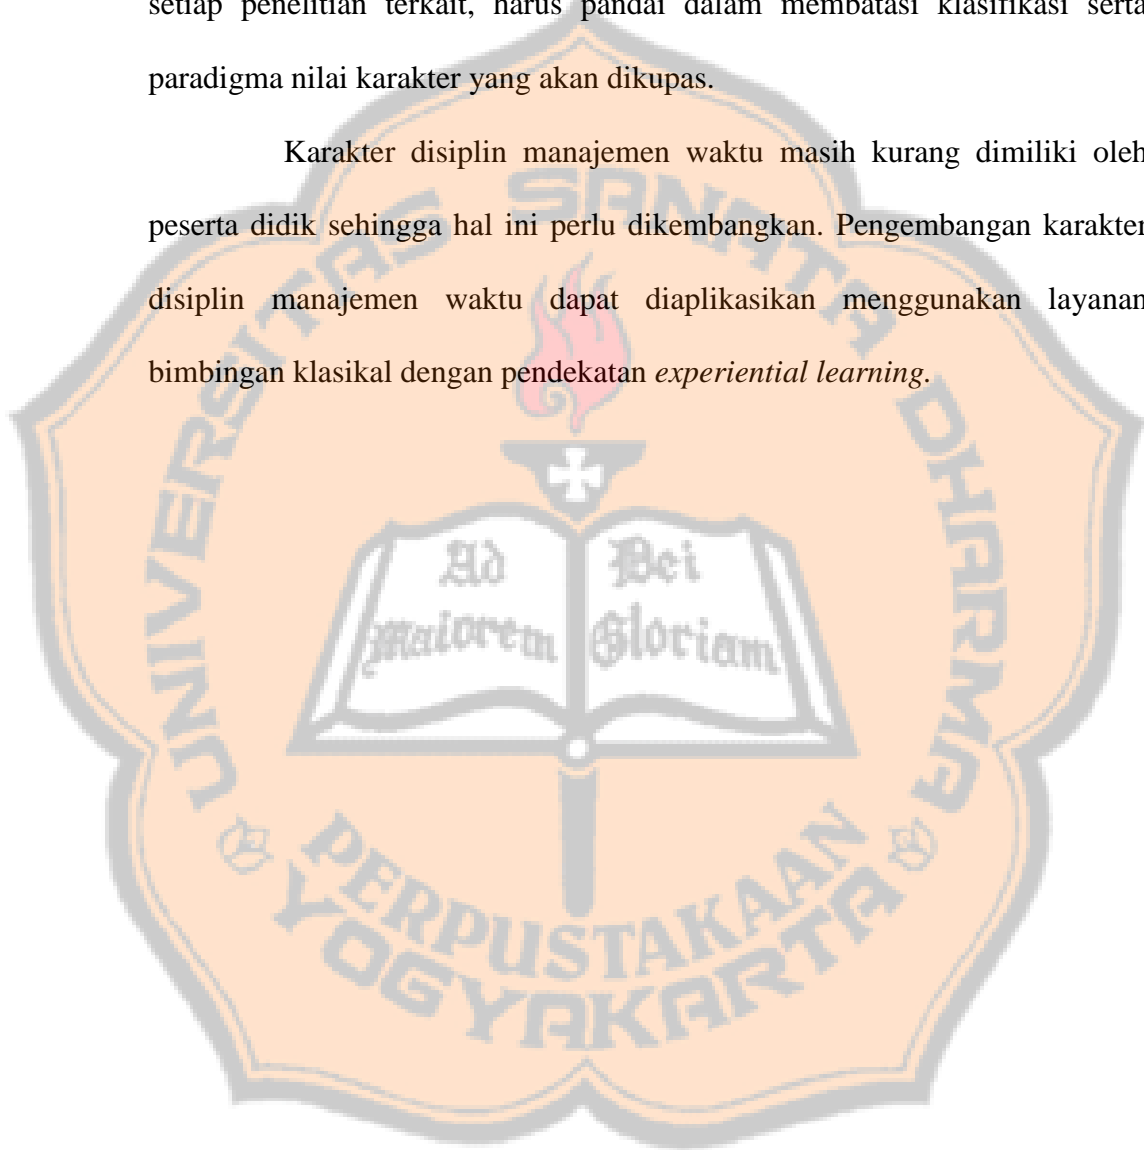 setiap penelitian terkait, harus pandai dalam membatasi klasifikasi serta
paradigma nilai karakter yang akan dikupas.
Karakter disiplin manajemen waktu masih kurang dimiliki oleh
peserta didik sehingga hal ini perlu dikembangkan. Pengembangan karakter
disiplin manajemen waktu dapat diaplikasikan menggunakan layanan
bimbingan klasikal dengan pendekatan experiential learning.
UNIVERSITAS SANATA DHARMA
Ad Dei
Maiorem Gloriam
PERPUSTAKAAN
YOGYAKARTA